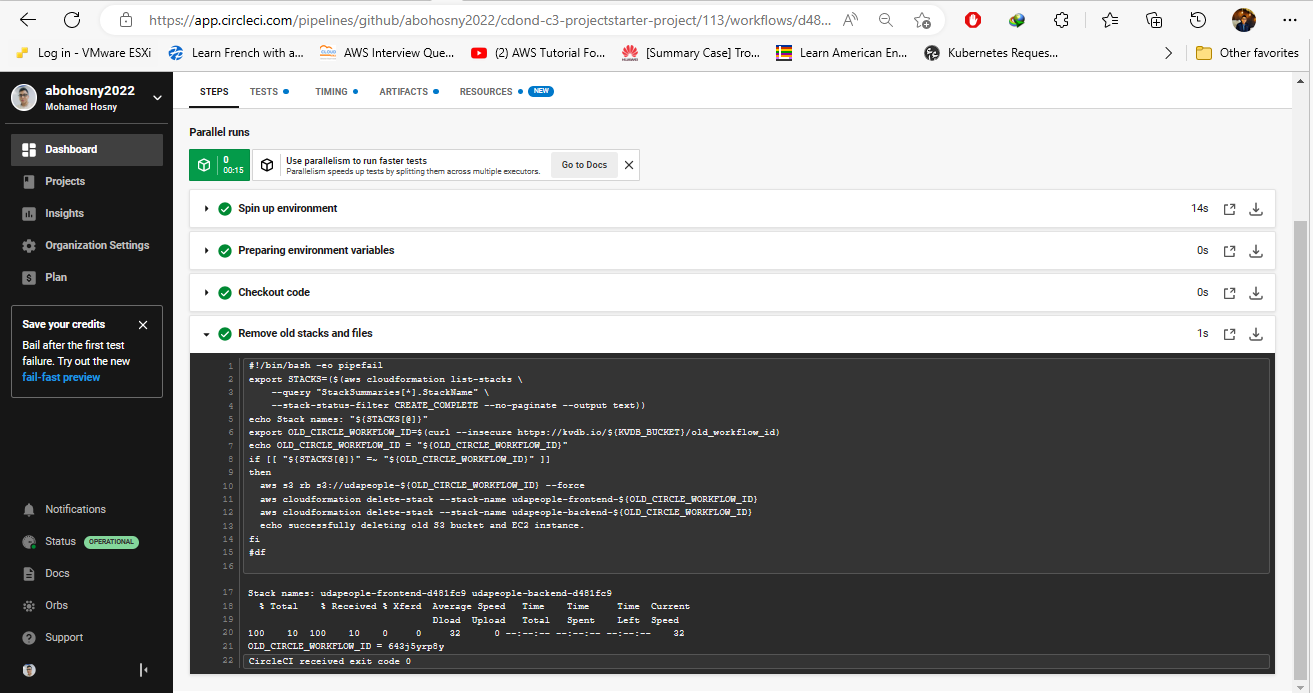 https://app.circleci.com/pipelines/github/abohosny2022/cdond-c3-projectstarter-project/113/workflows/d48...
Log in - VMware ESXi
Learn French with a...
AWS Interview Que...
(2) AWS Tutorial Fo...
[Summary Case] Tro...
Learn American En...
Kubernetes Reques...
Other favorites
abohosny2022
Mohamed Hosny
Dashboard
Projects
Insights
Organization Settings
Plan
Save your credits
Bail after the first test
failure. Try out the new
fail-fast preview
Notifications
Status OPERATIONAL
Docs
Orbs
Support
STEPS TESTS TIMING ARTIFACTS RESOURCES NEW
Parallel runs
0
00:15
Use parallelism to run faster tests
Parallelism speeds up tests by splitting them across multiple executors.
Go to Docs
Spin up environment 14s
Preparing environment variables 0s
Checkout code 0s
Remove old stacks and files 1s
1 #!/bin/bash -eo pipefail
2 export STACKS=($(aws cloudformation list-stacks \
3 --query "StackSummaries[*].StackName" \
4 --stack-status-filter CREATE_COMPLETE --no-paginate --output text))
5 echo Stack names: "${STACKS[@]}"
6 export OLD_CIRCLE_WORKFLOW_ID=$(curl --insecure https://kvdb.io/${KVDB_BUCKET}/old_workflow_id)
7 echo OLD_CIRCLE_WORKFLOW_ID = "${OLD_CIRCLE_WORKFLOW_ID}"
8 if [[ "${STACKS[@]}" =~ "${OLD_CIRCLE_WORKFLOW_ID}" ]]
9 then
10 aws s3 rb s3://udapeople-${OLD_CIRCLE_WORKFLOW_ID} --force
11 aws cloudformation delete-stack --stack-name udapeople-frontend-${OLD_CIRCLE_WORKFLOW_ID}
12 aws cloudformation delete-stack --stack-name udapeople-backend-${OLD_CIRCLE_WORKFLOW_ID}
13 echo successfully deleting old S3 bucket and EC2 instance.
14 fi
15 #df
16
17 Stack names: udapeople-frontend-d481fc9 udapeople-backend-d481fc9
18 % Total % Received % Xferd Average Speed Time Time Time Current
19 Dload Upload Total Spent Left Speed
20 100 10 100 10 0 0 32 0 --:--:-- --:--:-- --:--:-- 32
21 OLD_CIRCLE_WORKFLOW_ID = 643j5yrp8y
22 CircleCI received exit code 0